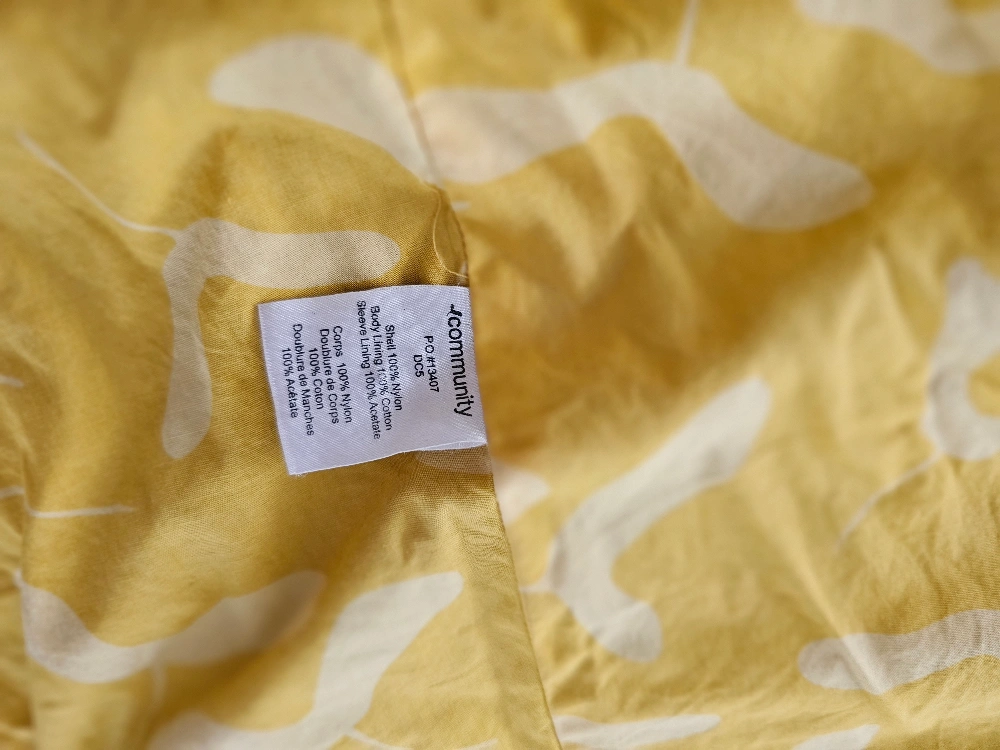 community
PO #13407
DC5
Shell 100% Nylon
Body Lining 100% Cotton
Sleeve Lining 100% Acetate
Corps 100% Nylon
Doublure de Corps
100% Coton
Doublure de Manches
100% Acétate